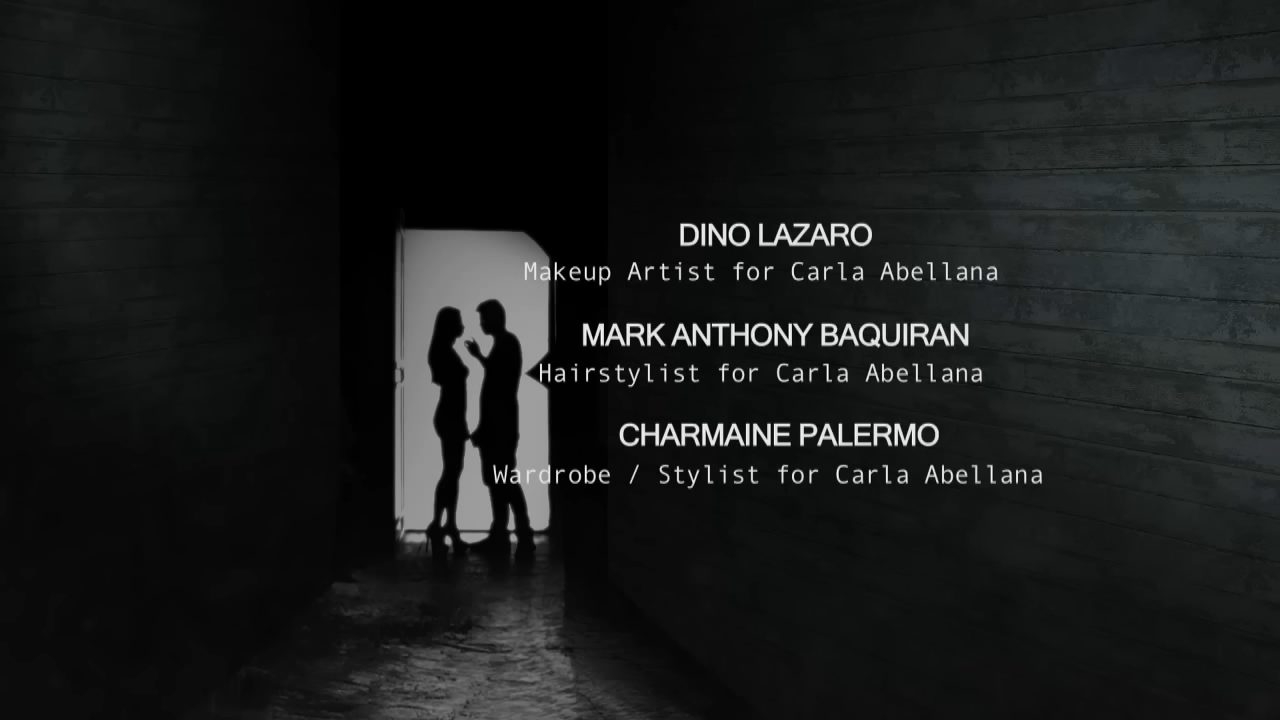 DINO LAZARO
Makeup Artist for Carla Abellana
MARK ANTHONY BAQUIRAN
Hairstylist for Carla Abellana
CHARMAINE PALERMO
Wardrobe / Stylist for Carla Abellana